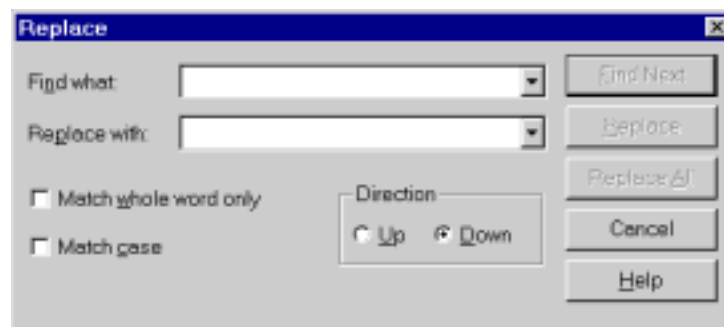 Replace
Find what:
Find Next
Replace with:
Replace
Replace All
Match whole word only
Direction
Up Down
Cancel
Match case
Help